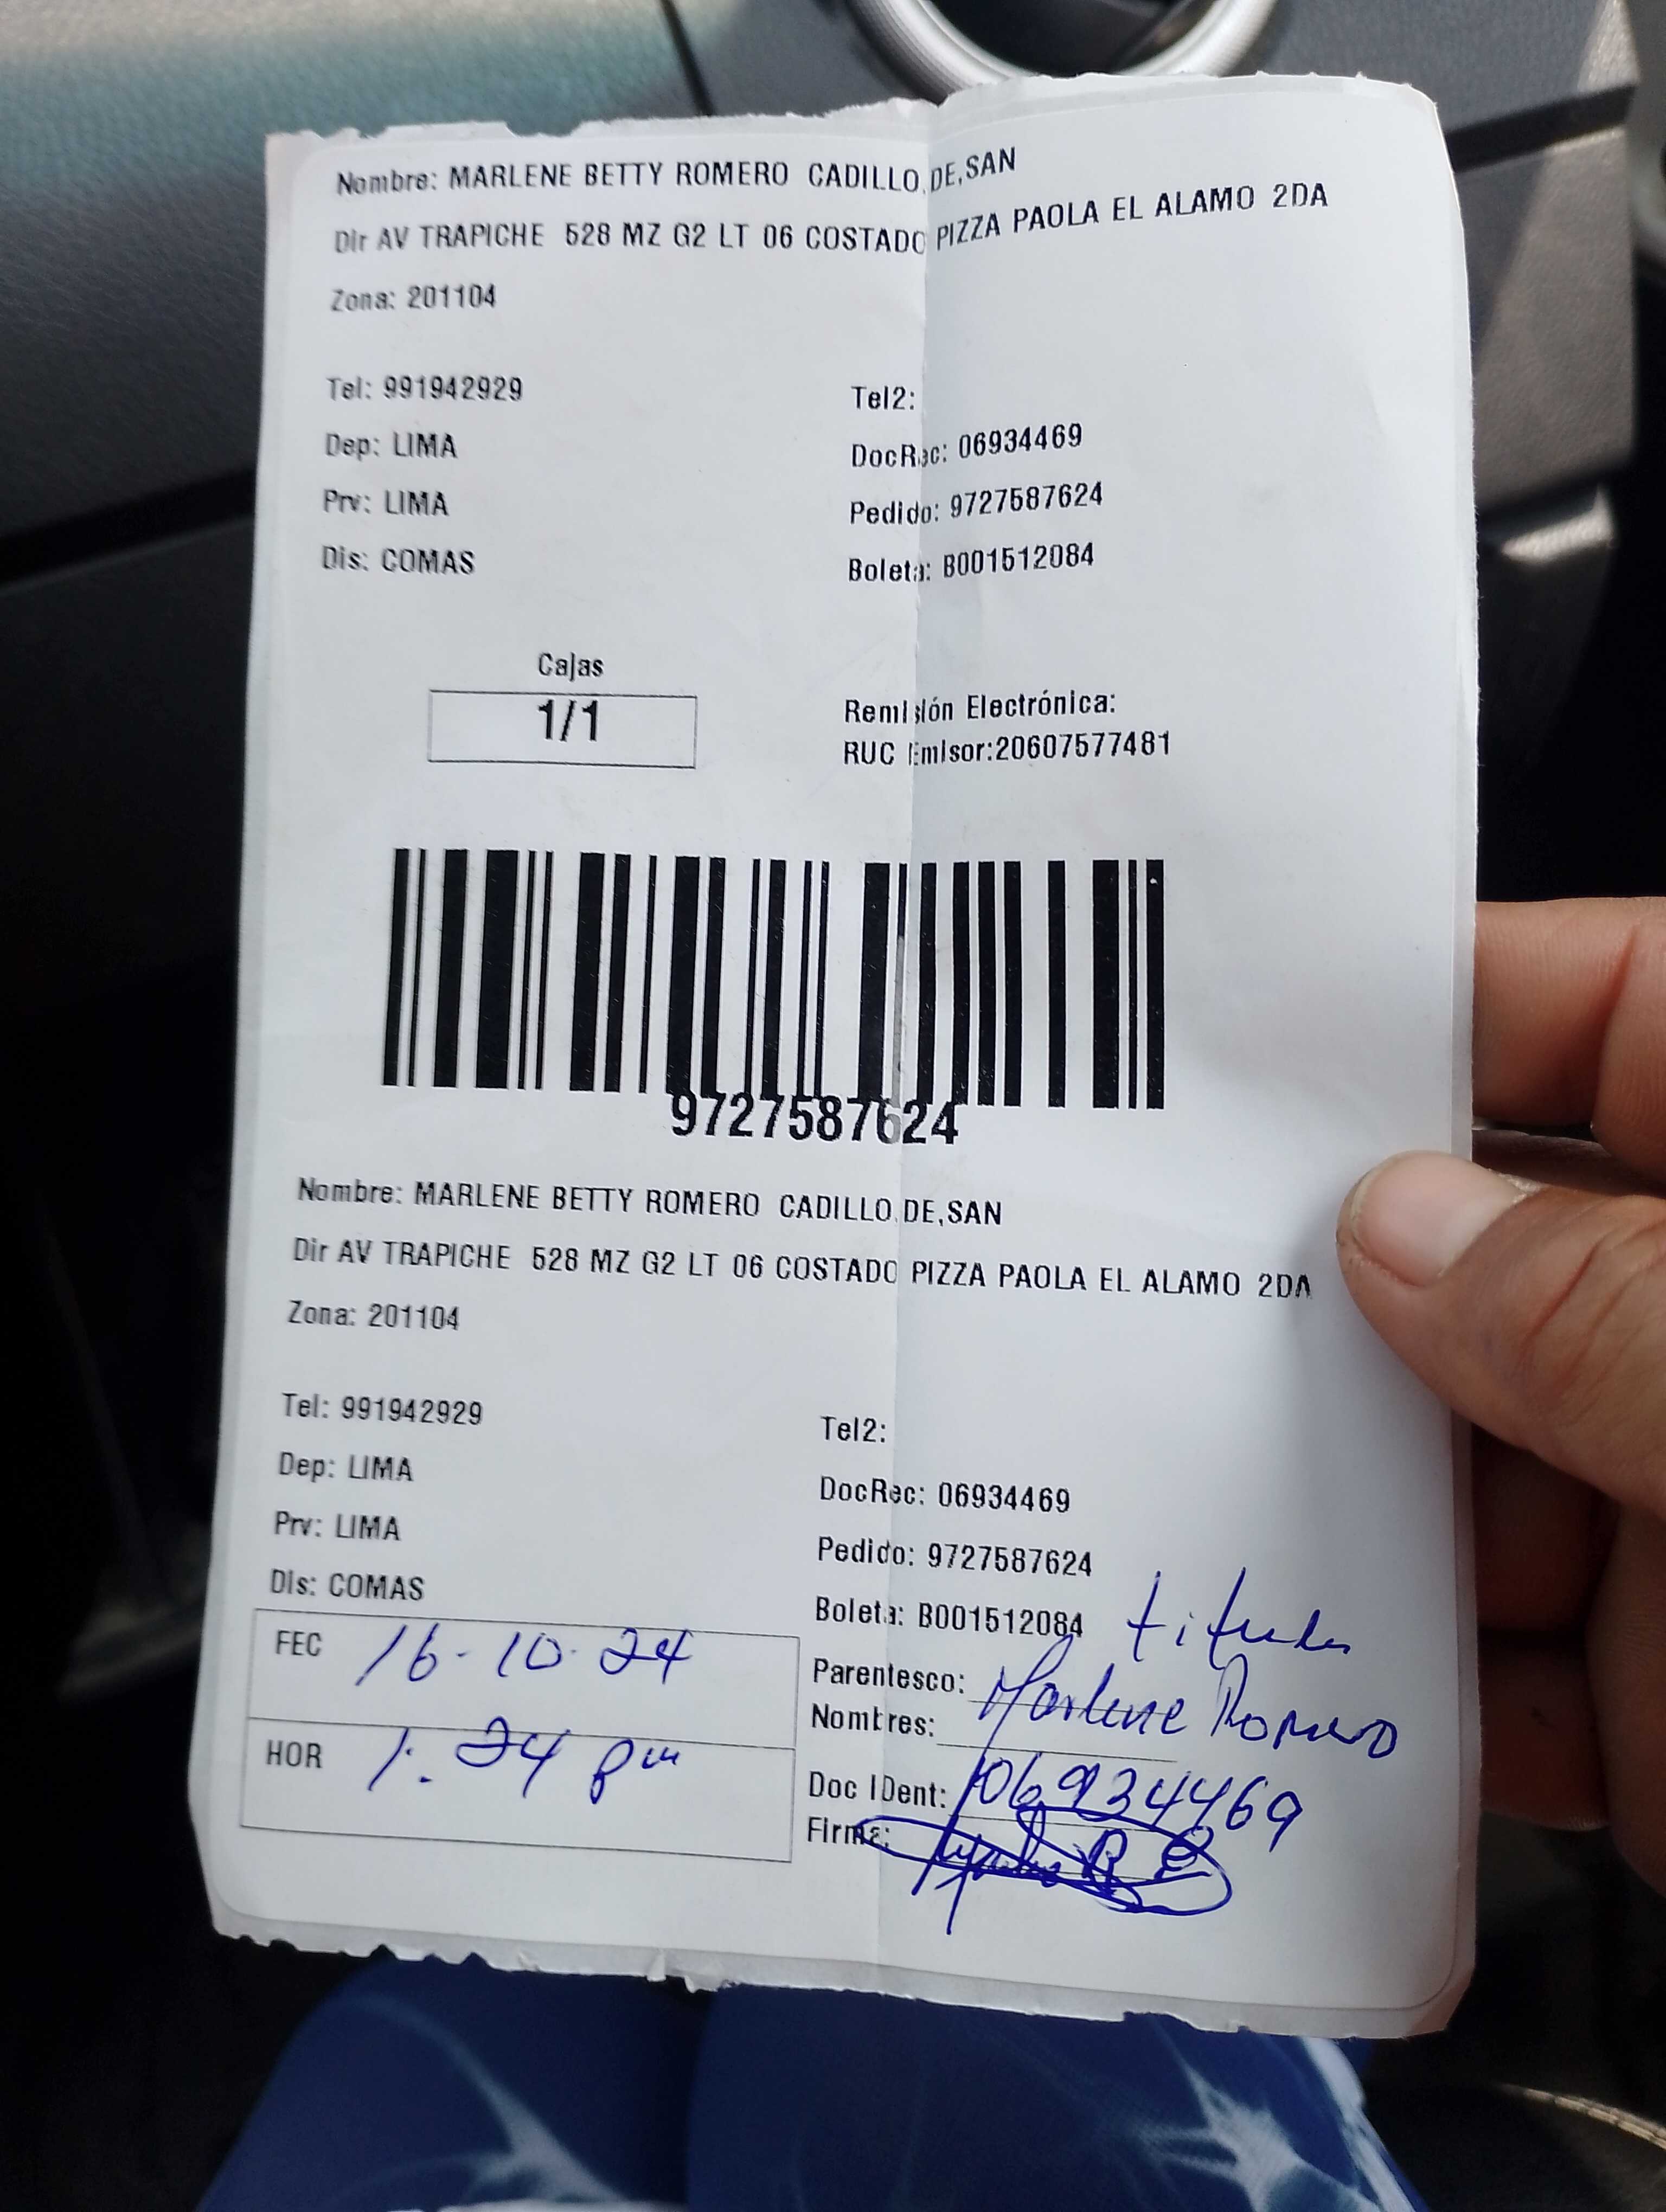 Nombre: MARLENE BETTY ROMERO CADILLO DE,SAN
Dir AV TRAPICHE 528 MZ G2 LT 06 COSTADO PIZZA PAOLA EL ALAMO 2DA
Zona: 201104
Tel: 991942929 Tel2:
Dep: LIMA DocRec: 06934469
Prv: LIMA Pedido: 9727587624
Dis: COMAS Boleta: B001512084
Cajas
1/1
Remisión Electrónica:
RUC Emisor:20607577481
9727587624
Nombre: MARLENE BETTY ROMERO CADILLO DE,SAN
Dir AV TRAPICHE 528 MZ G2 LT 06 COSTADO PIZZA PAOLA EL ALAMO 2DA
Zona: 201104
Tel: 991942929 Tel2:
Dep: LIMA DocRec: 06934469
Prv: LIMA Pedido: 9727587624
Dis: COMAS Boleta: B001512084
FEC 16-10-24
Parentesco: titular
Nombres: Marlene Romero
HOR 1.24 pm
Doc IDent: 06934469
Firma: